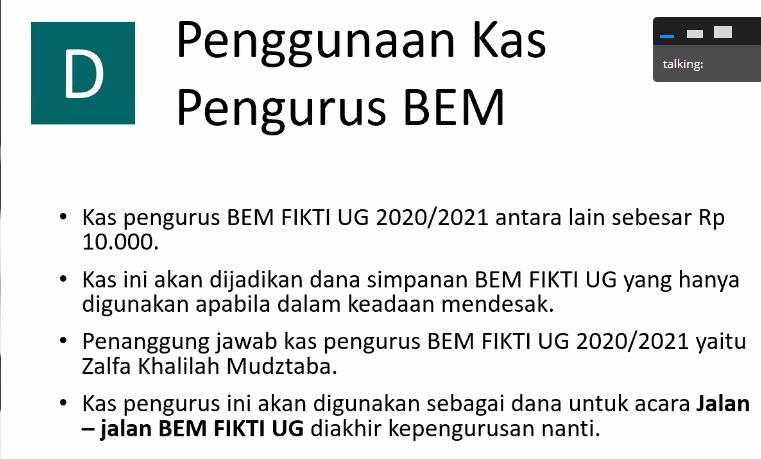 D
Penggunaan Kas
Pengurus BEM
talking:
• Kas pengurus BEM FIKTI UG 2020/2021 antara lain sebesar Rp
10.000.
• Kas ini akan dijadikan dana simpanan BEM FIKTI UG yang hanya
digunakan apabila dalam keadaan mendesak.
• Penanggung jawab kas pengurus BEM FIKTI UG 2020/2021 yaitu
Zalfa Khalilah Mudztaba.
• Kas pengurus ini akan digunakan sebagai dana untuk acara Jalan
– jalan BEM FIKTI UG diakhir kepengurusan nanti.